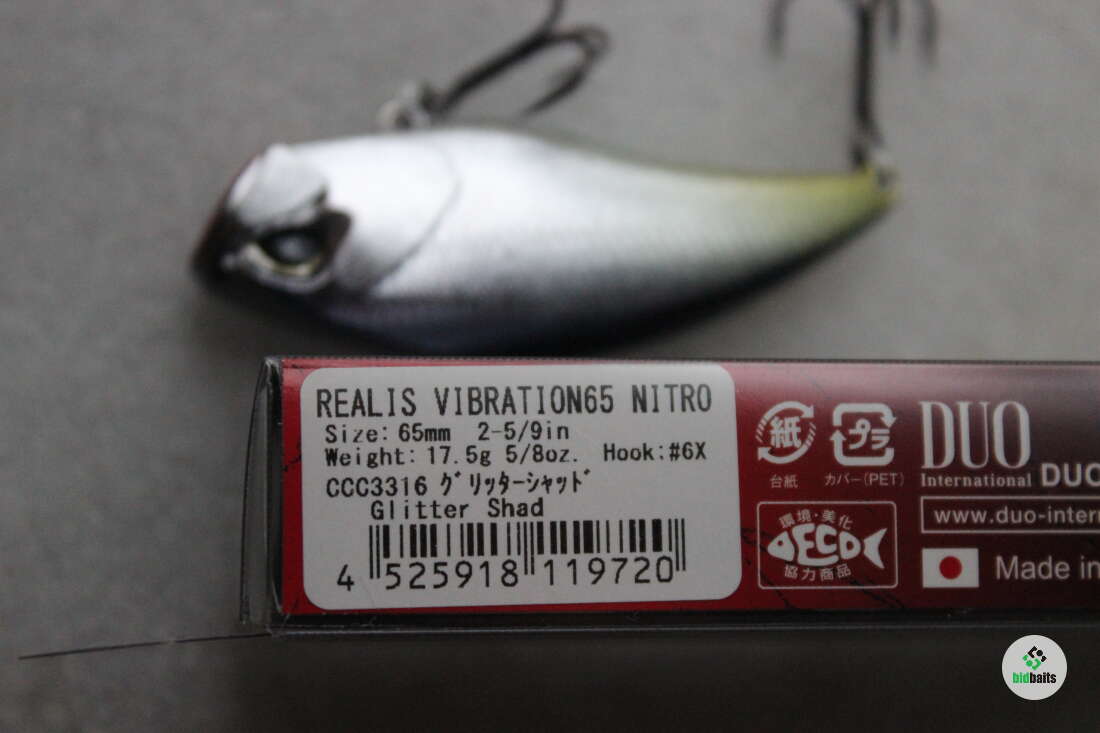 REALIS VIBRATION65 NITRO
Size: 65mm 2-5/9in
Weight: 17.5g 5/8oz. Hook:#6X
CCC3316 グリッターシャッド
Glitter Shad
4 525918 119720
紙
台紙
プラ
カバー(PET)
DUO
International DUO
www.duo-intern
環境・美化
ECO
協力商品
Made in
bidbaits